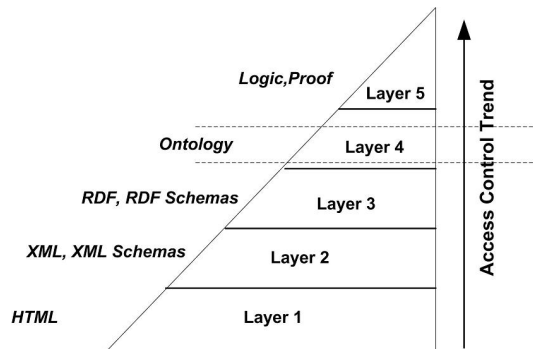 Logic,Proof
Layer 5
Ontology
Layer 4
RDF, RDF Schemas
Layer 3
XML, XML Schemas
Layer 2
HTML
Layer 1
Access Control Trend